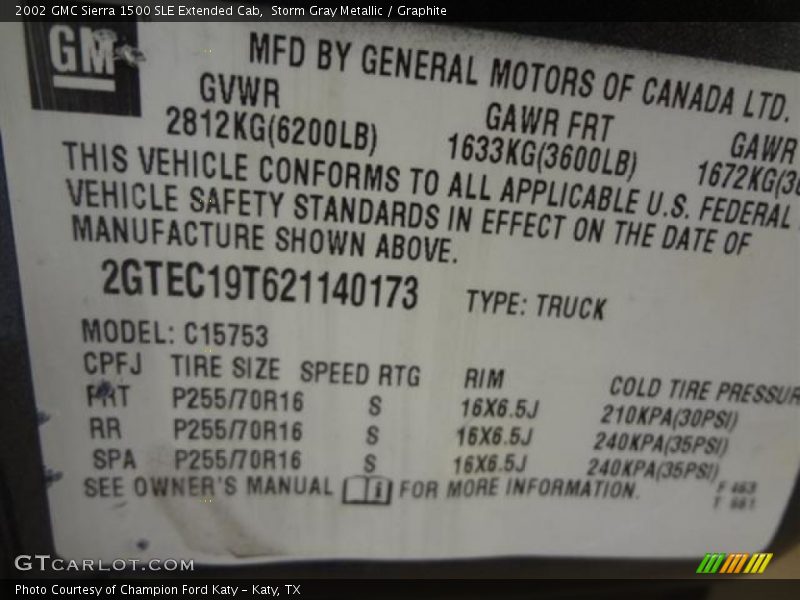 2002 GMC Sierra 1500 SLE Extended Cab, Storm Gray Metallic / Graphite
GM
MFD BY GENERAL MOTORS OF CANADA LTD.
GVWR GAWR FRT GAWR
2812KG(6200LB) 1633KG(3600LB) 1672KG(3
THIS VEHICLE CONFORMS TO ALL APPLICABLE U.S. FEDERAL
VEHICLE SAFETY STANDARDS IN EFFECT ON THE DATE OF
MANUFACTURE SHOWN ABOVE.
2GTEC19T621140173 TYPE: TRUCK
MODEL: C15753
CPFJ TIRE SIZE SPEED RTG RIM COLD TIRE PRESSUR
FRT P255/70R16 S 16X6.5J 210KPA(30PSI)
RR P255/70R16 S 16X6.5J 240KPA(35PSI)
SPA P255/70R16 S 16X6.5J 240KPA(35PSI)
SEE OWNER'S MANUAL FOR MORE INFORMATION.
GTCARLOT.COM
Photo Courtesy of Champion Ford Katy - Katy, TX